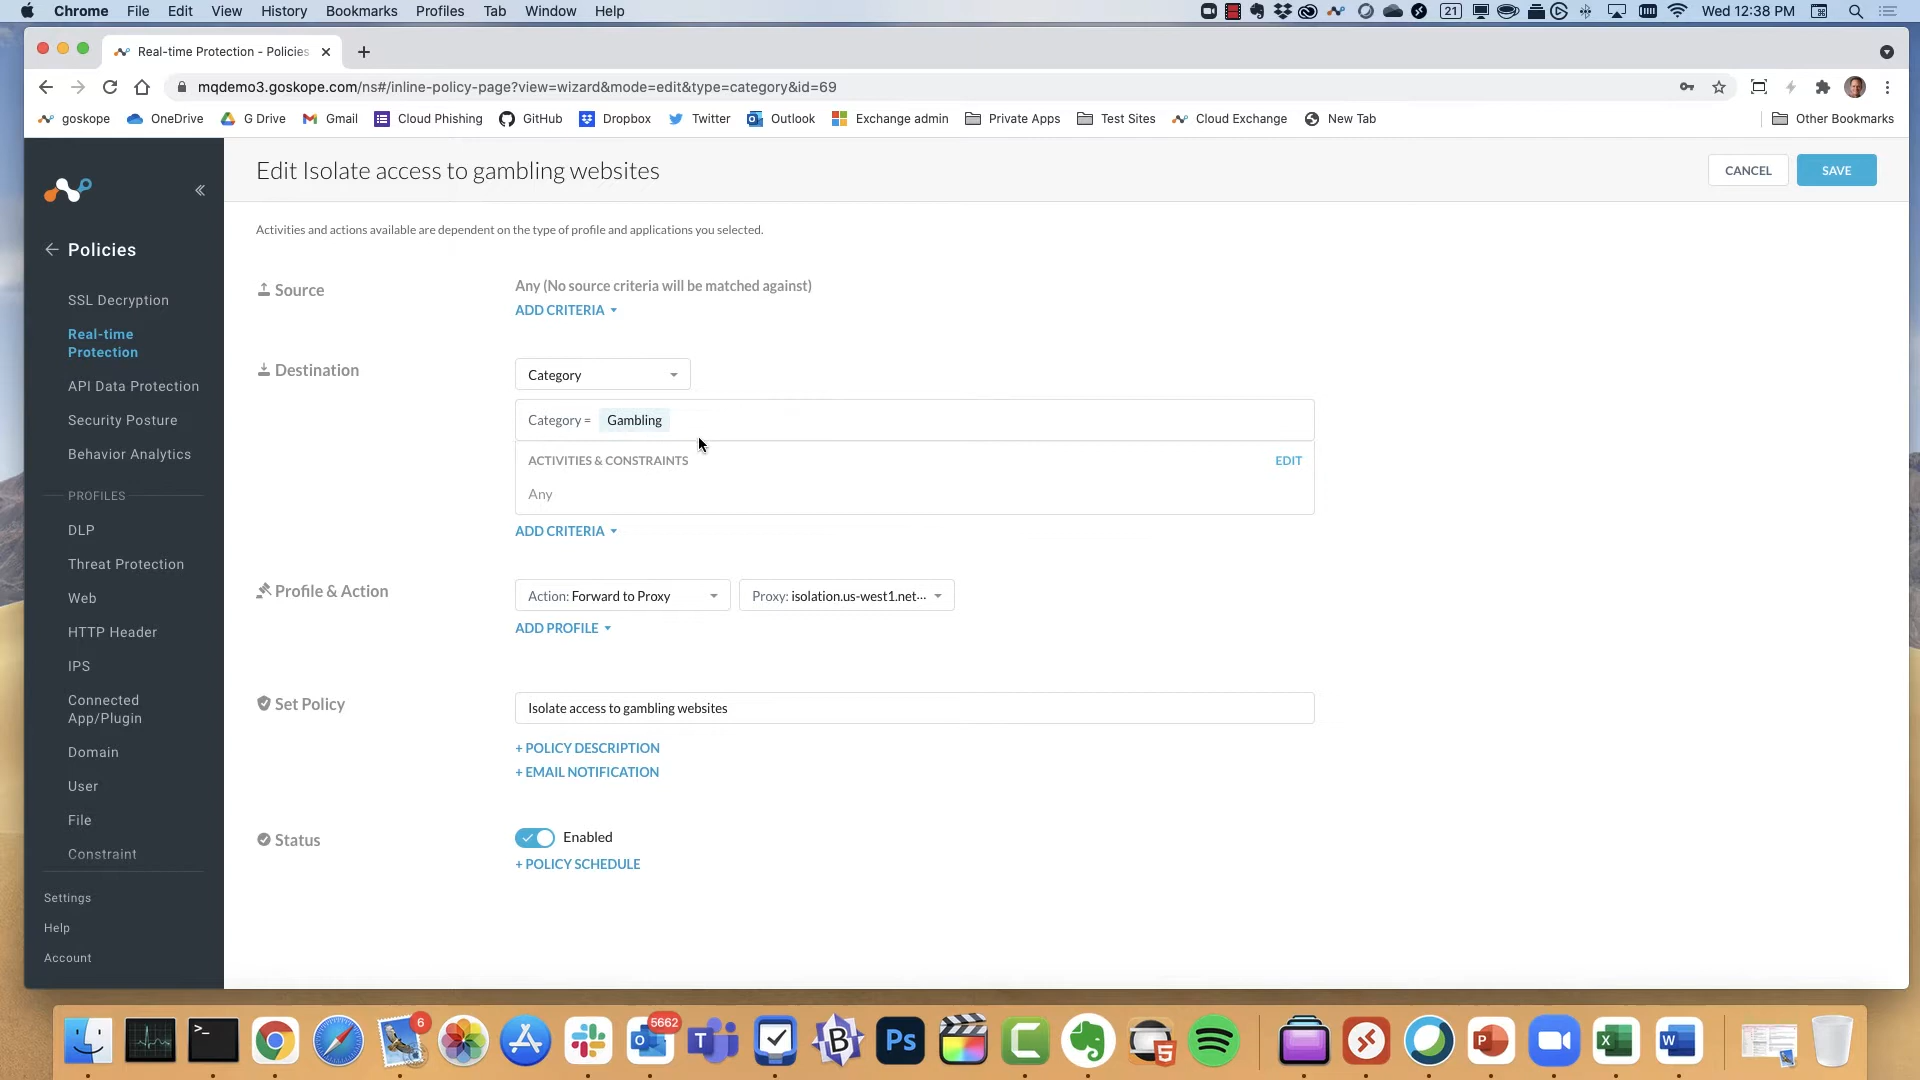 Chrome File Edit View History Bookmarks Profiles Tab Window Help
21
Wed 12:38 PM
Real-time Protection - Policies
mqdemo3.goskope.com/ns#/inline-policy-page?view=wizard&mode=edit&type=category&id=69
goskope OneDrive G Drive Gmail Cloud Phishing GitHub Dropbox Twitter Outlook Exchange admin Private Apps Test Sites Cloud Exchange New Tab Other Bookmarks
Edit Isolate access to gambling websites
CANCEL
SAVE
Policies
SSL Decryption
Real-time
Protection
API Data Protection
Security Posture
Behavior Analytics
PROFILES
DLP
Threat Protection
Web
HTTP Header
IPS
Connected
App/Plugin
Domain
User
File
Constraint
Settings
Help
Account
Activities and actions available are dependent on the type of profile and applications you selected.
Source
Any (No source criteria will be matched against)
ADD CRITERIA
Destination
Category
Category = Gambling
ACTIVITIES & CONSTRAINTS
EDIT
Any
ADD CRITERIA
Profile & Action
Action: Forward to Proxy
Proxy: isolation.us-west1.net...
ADD PROFILE
Set Policy
Isolate access to gambling websites
+ POLICY DESCRIPTION
+ EMAIL NOTIFICATION
Status
Enabled
+ POLICY SCHEDULE
6
5662